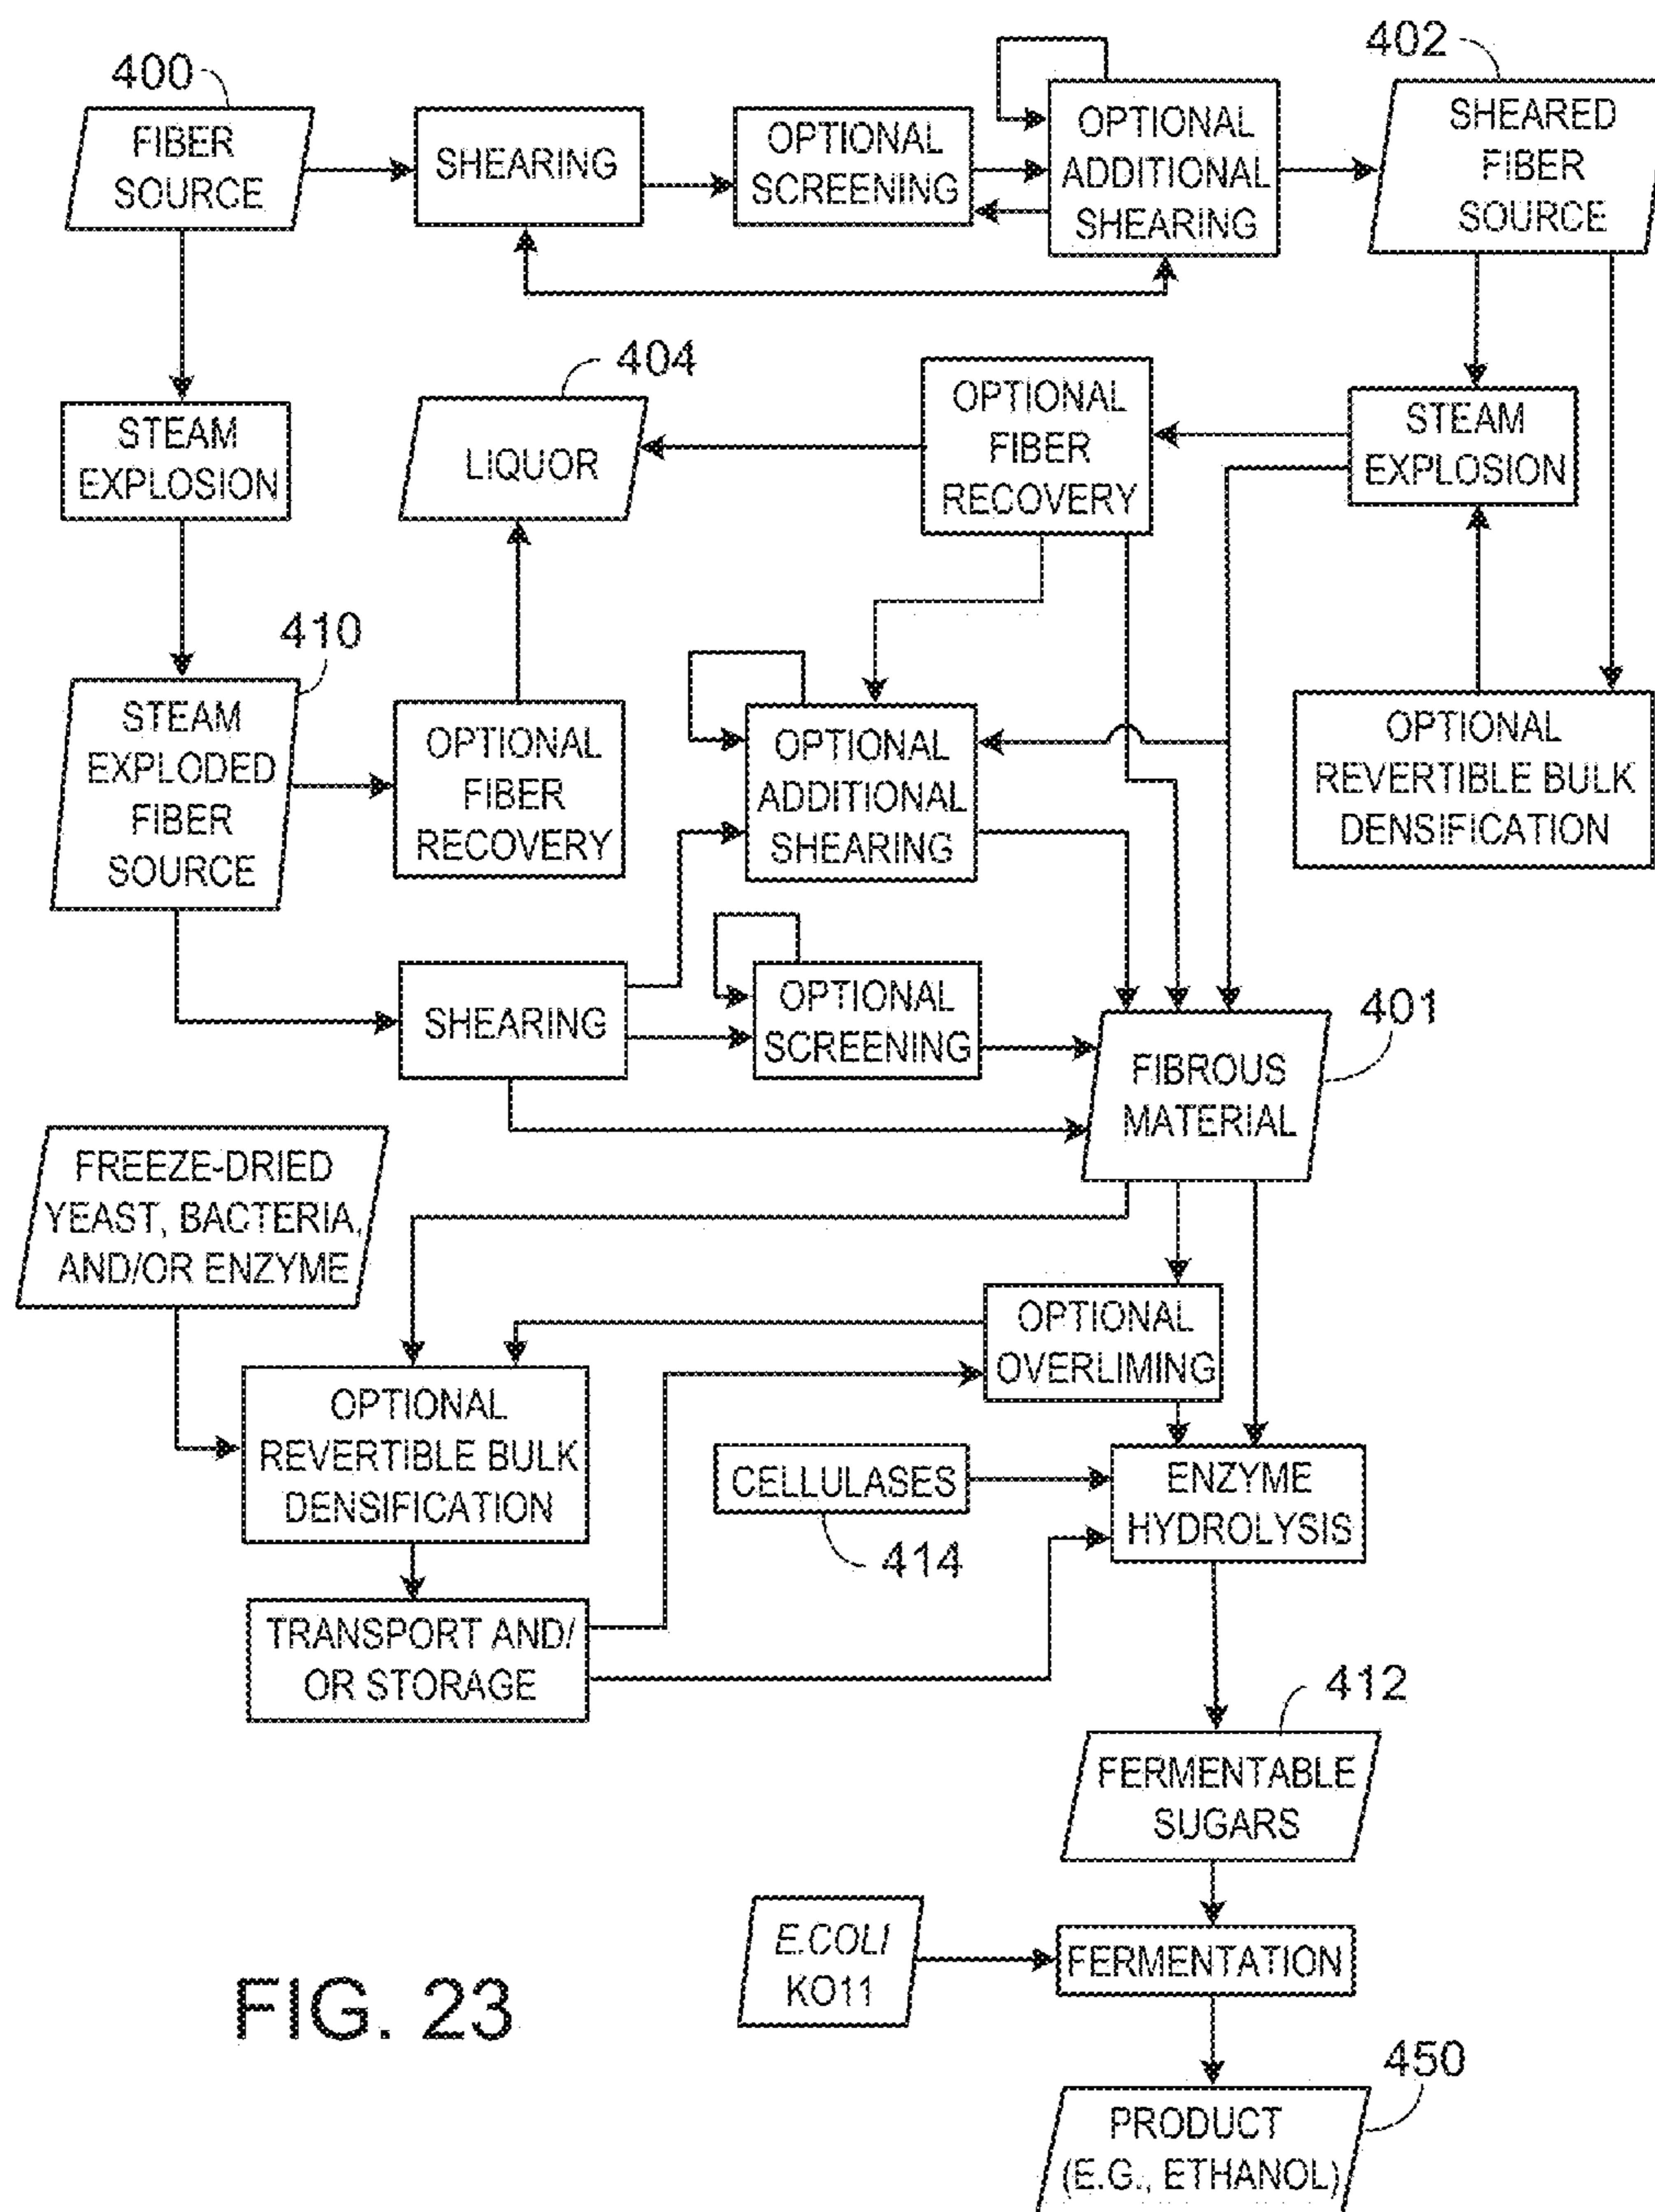 400
FIBER
SOURCE
SHEARING
OPTIONAL
SCREENING
OPTIONAL
ADDITIONAL
SHEARING
402
SHEARED
FIBER
SOURCE
STEAM
EXPLOSION
404
LIQUOR
OPTIONAL
FIBER
RECOVERY
STEAM
EXPLOSION
410
STEAM
EXPLODED
FIBER
SOURCE
OPTIONAL
FIBER
RECOVERY
OPTIONAL
ADDITIONAL
SHEARING
OPTIONAL
REVERTIBLE BULK
DENSIFICATION
SHEARING
OPTIONAL
SCREENING
401
FIBROUS
MATERIAL
FREEZE-DRIED
YEAST, BACTERIA,
AND/OR ENZYME
OPTIONAL
OVERLIMING
OPTIONAL
REVERTIBLE BULK
DENSIFICATION
CELLULASES
414
ENZYME
HYDROLYSIS
TRANSPORT AND/
OR STORAGE
412
FERMENTABLE
SUGARS
E.COLI
KO11
FERMENTATION
FIG. 23
450
PRODUCT
(E.G., ETHANOL)